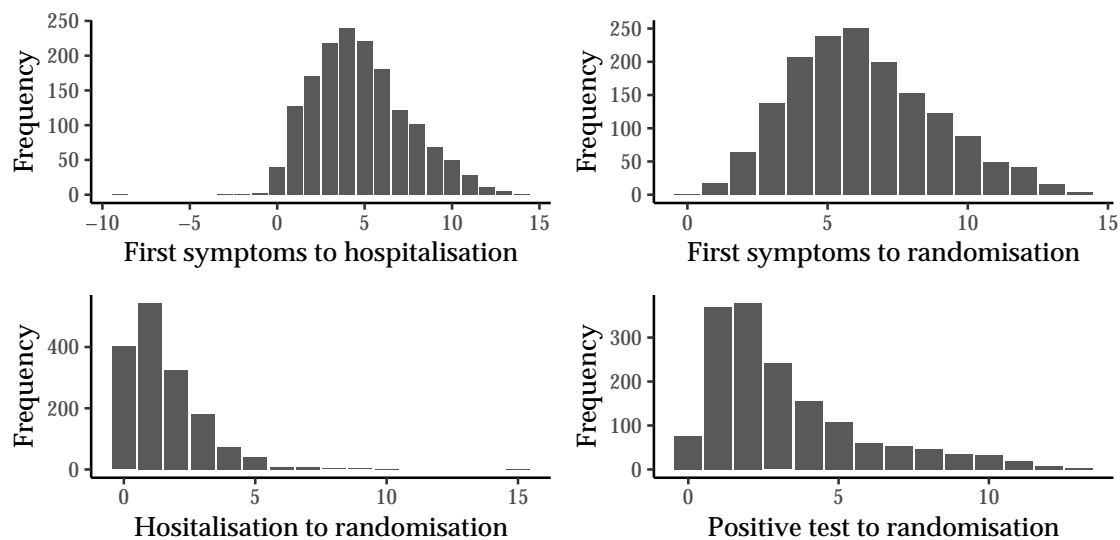 250
200
150
100
50
0
Frequency
−10 −5 0 5 10 15
First symptoms to hospitalisation
250
200
150
100
50
0
Frequency
0 5 10 15
First symptoms to randomisation
400
200
0
Frequency
0 5 10 15
Hositalisation to randomisation
300
200
100
0
Frequency
0 5 10
Positive test to randomisation